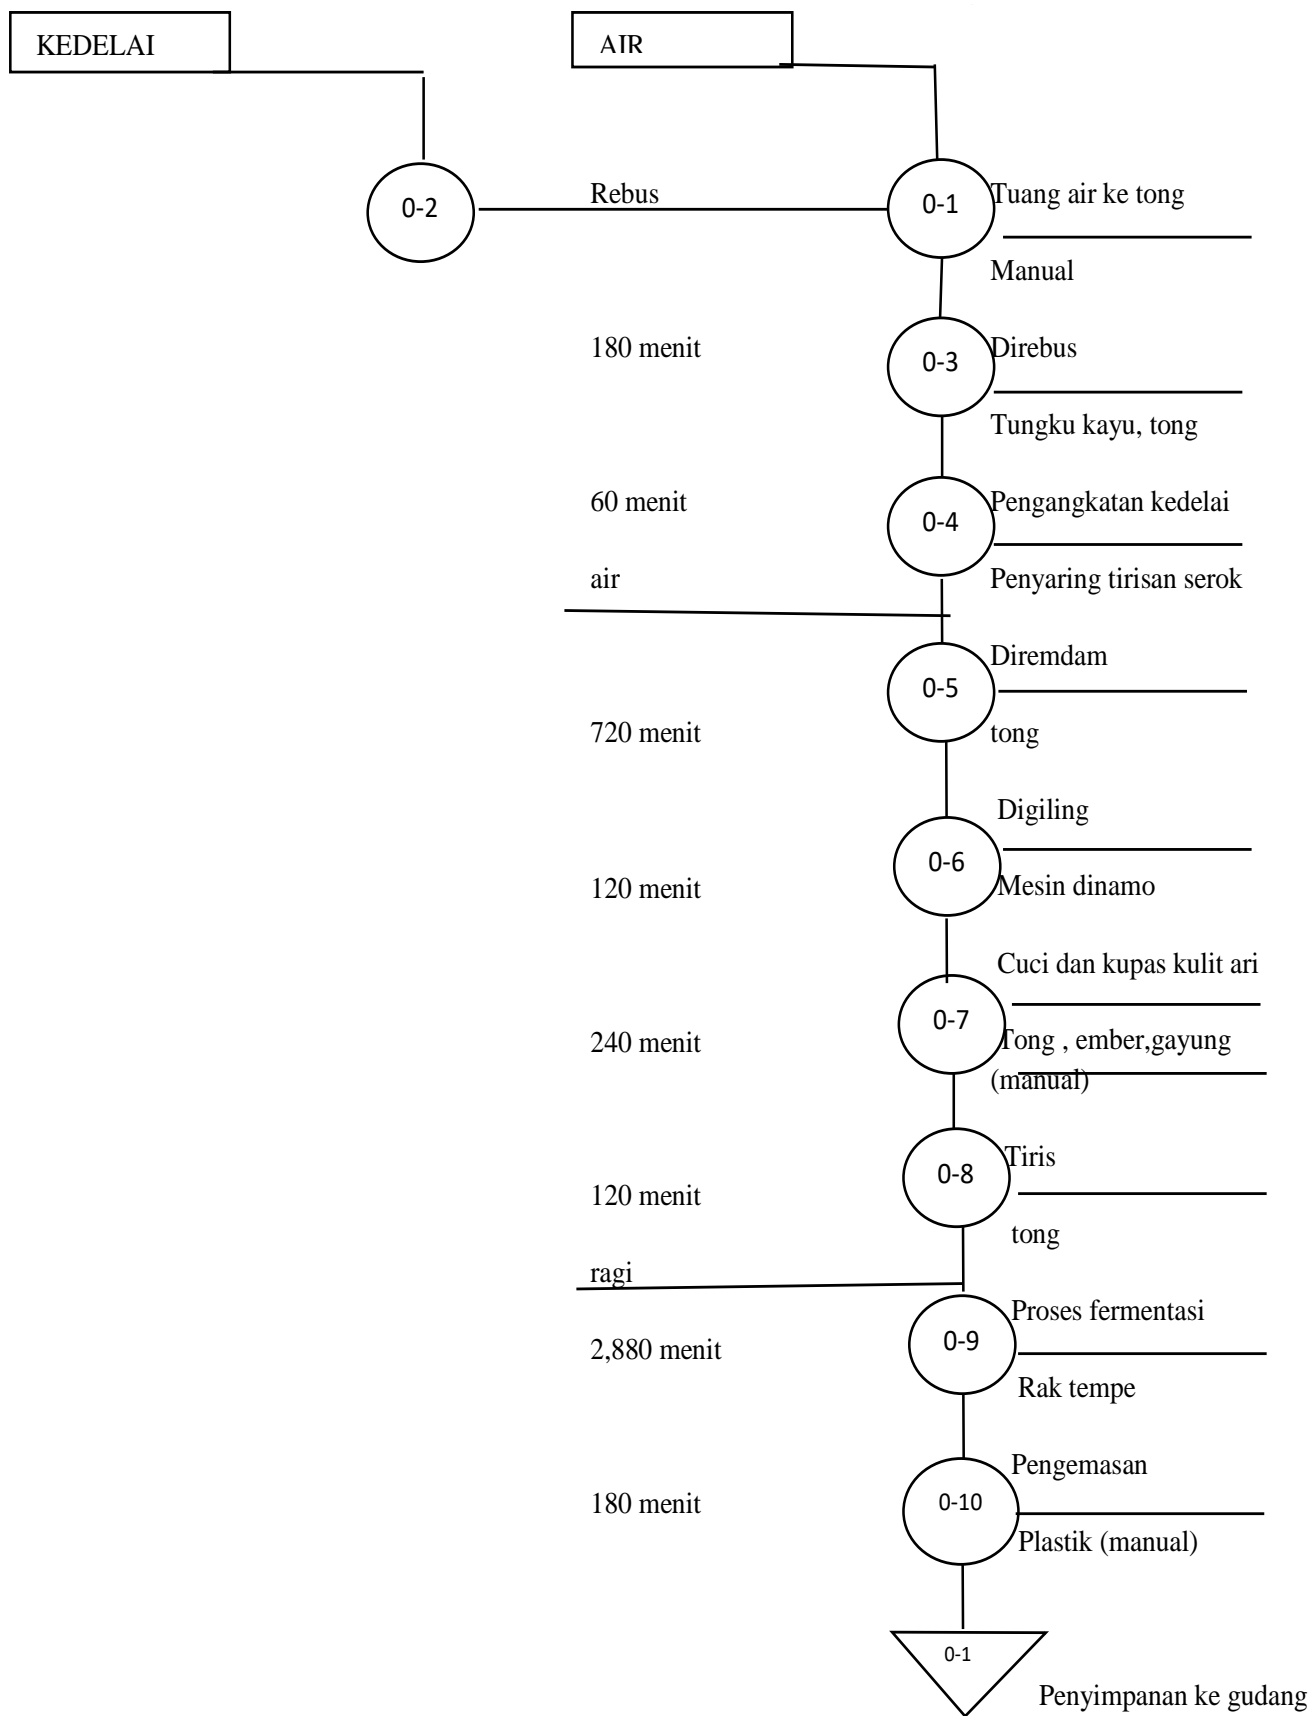 KEDELAI
AIR
0-2
Rebus
0-1
Tuang air ke tong
Manual
180 menit
0-3
Direbus
Tungku kayu, tong
60 menit
0-4
Pengangkatan kedelai
air
Penyaring tirisan serok
Diremdam
0-5
720 menit
tong
Digiling
0-6
120 menit
Mesin dinamo
Cuci dan kupas kulit ari
0-7
240 menit
Tong , ember,gayung
(manual)
Tiris
0-8
120 menit
tong
ragi
Proses fermentasi
0-9
2,880 menit
Rak tempe
Pengemasan
0-10
180 menit
Plastik (manual)
0-1
Penyimpanan ke gudang